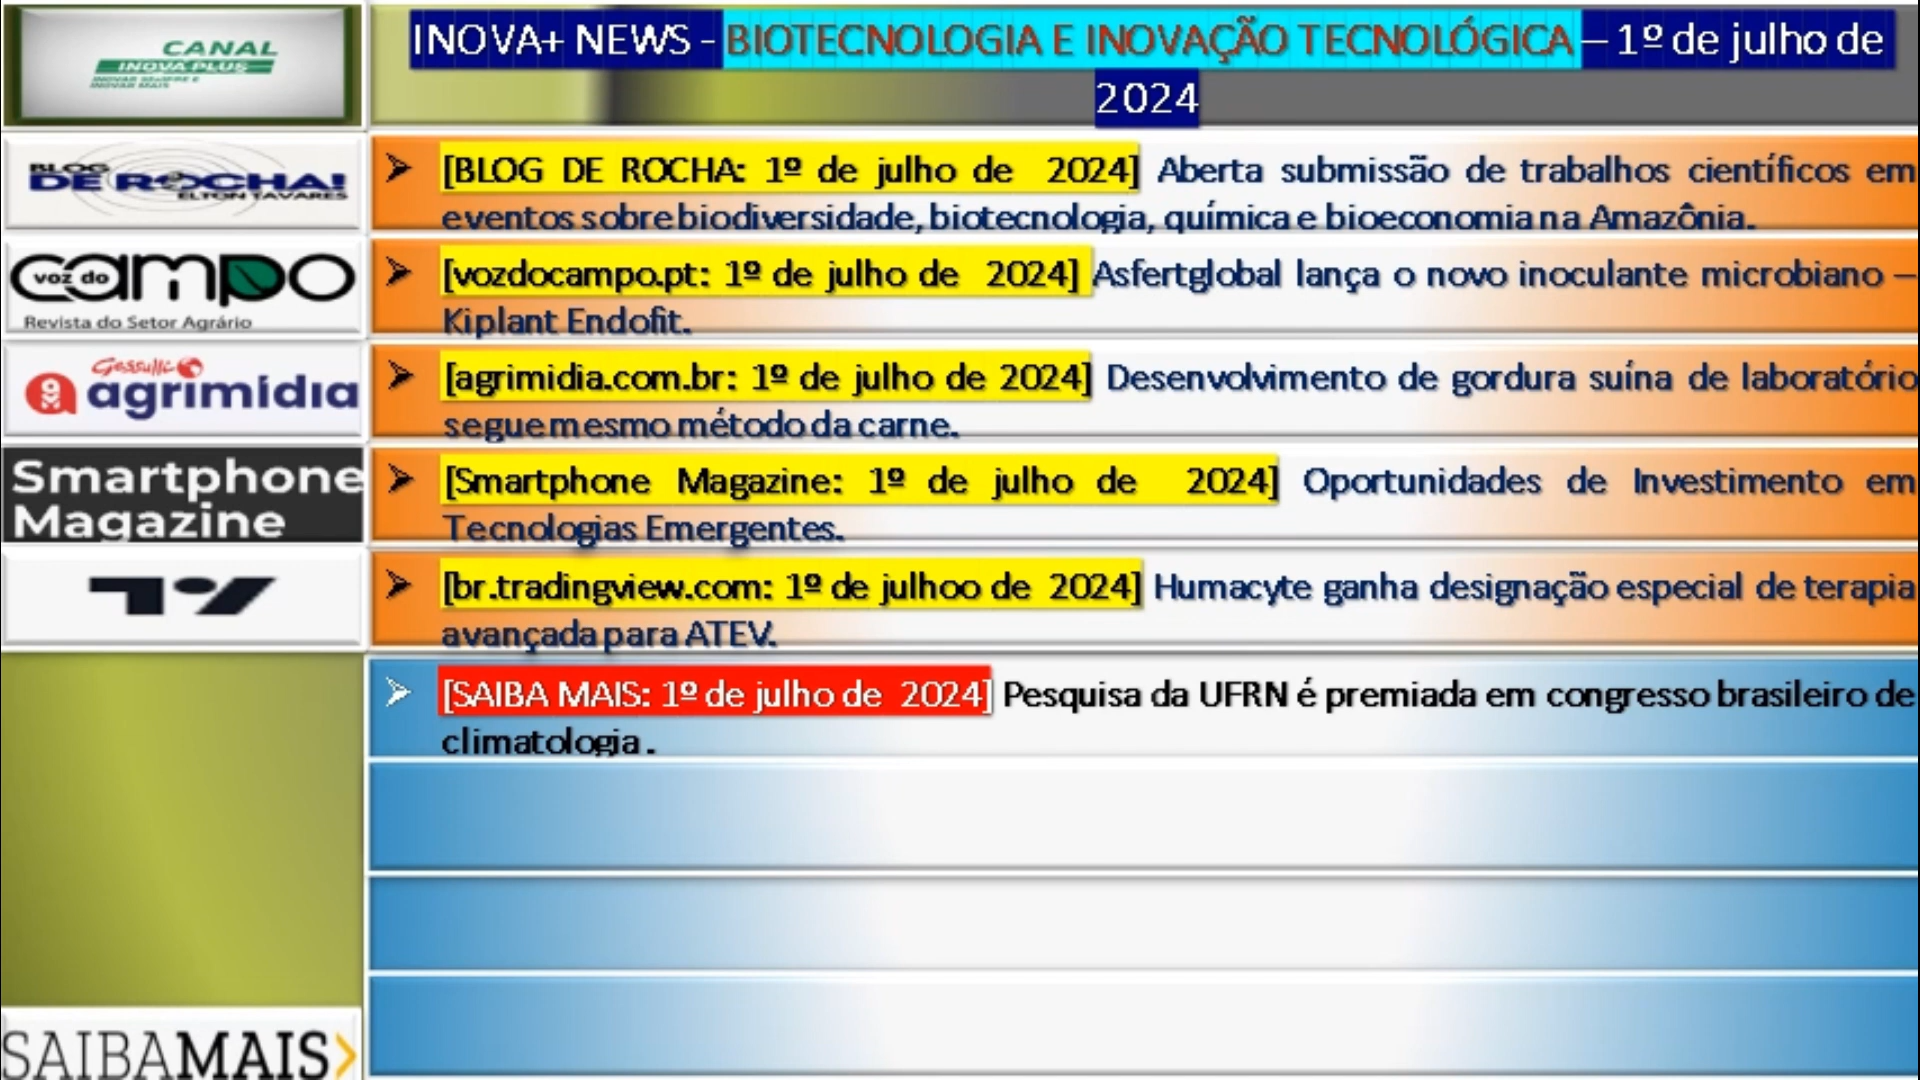 CANAL
INOVA PLUS
INOVAR SEMPRE E
INOVAR MAIS
INOVA+ NEWS - BIOTECNOLOGIA E INOVAÇÃO TECNOLÓGICA – 1º de julho de
2024
BLOG
DE ROCHA!
ELTON TAVARES
➢ [BLOG DE ROCHA: 1º de julho de 2024] Aberta submissão de trabalhos científicos em
eventos sobre biodiversidade, biotecnologia, química e bioeconomia na Amazônia.
voz do campo
Revista do Setor Agrário
➢ [vozdocampo.pt: 1º de julho de 2024] Asfertglobal lança o novo inoculante microbiano –
Kiplant Endofit.
Gessulli
agrimídia
➢ [agrimidia.com.br: 1º de julho de 2024] Desenvolvimento de gordura suína de laboratório
segue mesmo método da carne.
Smartphone
Magazine
➢ [Smartphone Magazine: 1º de julho de 2024] Oportunidades de Investimento em
Tecnologias Emergentes.
➢ [br.tradingview.com: 1º de julhoo de 2024] Humacyte ganha designação especial de terapia
avançada para ATEV.
➢ [SAIBA MAIS: 1º de julho de 2024] Pesquisa da UFRN é premiada em congresso brasileiro de
climatologia.
SAIBAMAIS